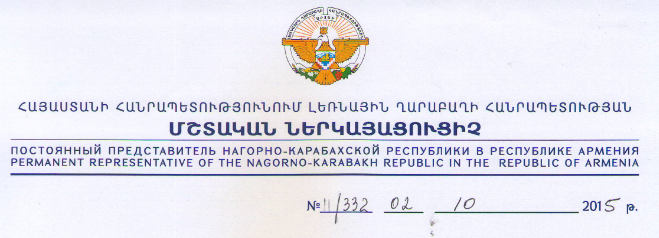 ՀԱՅԱՍՏԱՆԻ ՀԱՆՐԱՊԵՏՈՒԹՅՈՒՆՈՒՄ ԼԵՌՆԱՅԻՆ ՂԱՐԱԲԱՂԻ ՀԱՆՐԱՊԵՏՈՒԹՅԱՆ
ՄՇՏԱԿԱՆ ՆԵՐԿԱՅԱՑՈՒՑԻՉ
ПОСТОЯННЫЙ ПРЕДСТАВИТЕЛЬ НАГОРНО-КАРАБАХСКОЙ РЕСПУБЛИКИ В РЕСПУБЛИКЕ АРМЕНИЯ
PERMANENT REPRESENTATIVE OF THE NAGORNO-KARABAKH REPUBLIC IN THE REPUBLIC OF ARMENIA
№ 11/332 02 10 2015 թ.